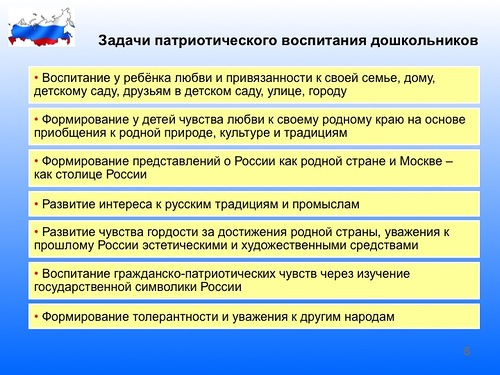 Задачи патриотического воспитания дошкольников
• Воспитание у ребёнка любви и привязанности к своей семье, дому,
детскому саду, друзьям в детском саду, улице, городу
• Формирование у детей чувства любви к своему родному краю на основе
приобщения к родной природе, культуре и традициям
• Формирование представлений о России как родной стране и Москве –
как столице России
• Развитие интереса к русским традициям и промыслам
• Развитие чувства гордости за достижения родной страны, уважения к
прошлому России эстетическими и художественными средствами
• Воспитание гражданско-патриотических чувств через изучение
государственной символики России
• Формирование толерантности и уважения к другим народам